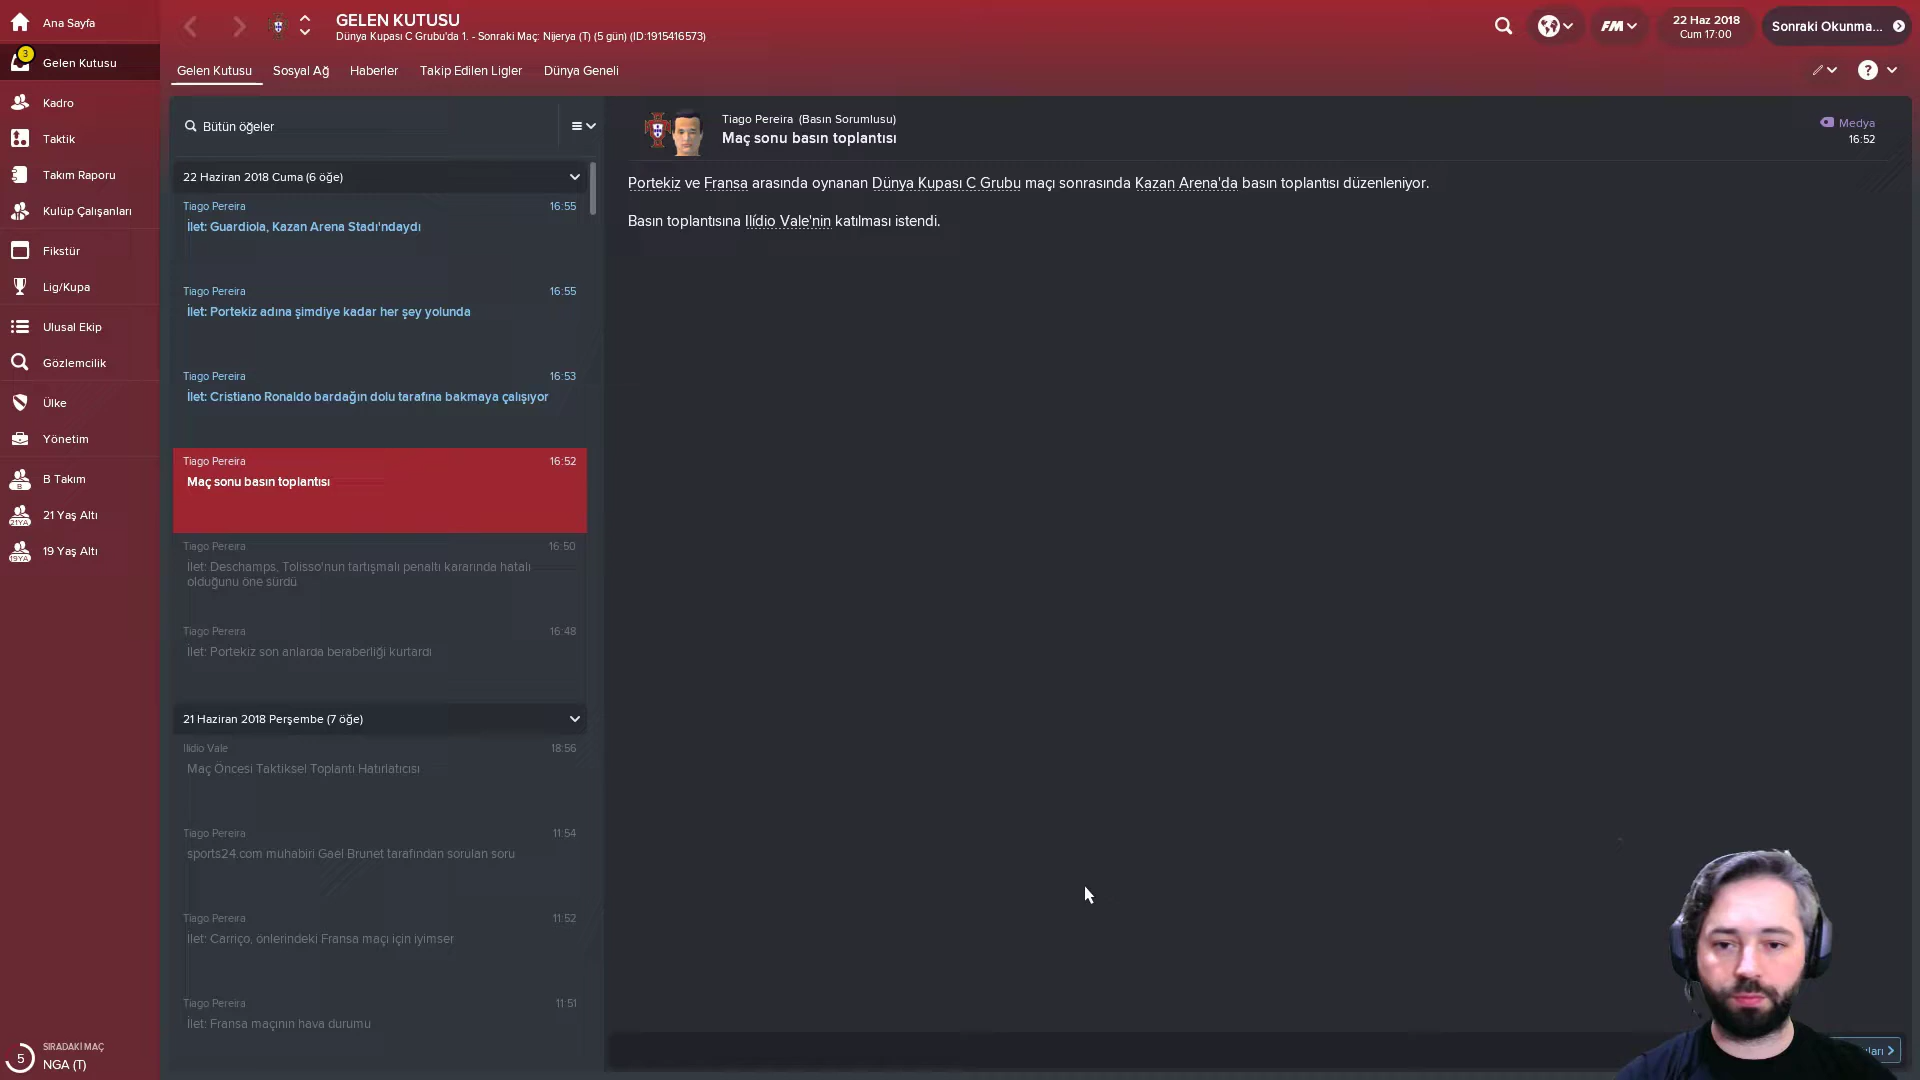 Ana Sayfa
3
Gelen Kutusu
Kadro
Taktik
Takım Raporu
Kulüp Çalışanları
Fikstür
Lig/Kupa
Ulusal Ekip
Gözlemcilik
Ülke
Yönetim
B
B Takım
21YA
21 Yaş Altı
19YA
19 Yaş Altı
5
SIRADAKİ MAÇ
NGA (T)
GELEN KUTUSU
Dünya Kupası C Grubu'da 1. - Sonraki Maç: Nijerya (T) (5 gün) (ID:1915416573)
FM
22 Haz 2018
Cum 17:00
Sonraki Okunma...
Gelen Kutusu
Sosyal Ağ
Haberler
Takip Edilen Ligler
Dünya Geneli
?
Bütün öğeler
22 Haziran 2018 Cuma (6 öğe)
Tiago Pereira 16:55
İlet: Guardiola, Kazan Arena Stadı'ndaydı
Tiago Pereira 16:55
İlet: Portekiz adına şimdiye kadar her şey yolunda
Tiago Pereira 16:53
İlet: Cristiano Ronaldo bardağın dolu tarafına bakmaya çalışıyor
Tiago Pereira 16:52
Maç sonu basın toplantısı
Tiago Pereira 16:50
İlet: Deschamps, Tolisso'nun tartışmalı penaltı kararında hatalı
olduğunu öne sürdü
Tiago Pereira 16:48
İlet: Portekiz son anlarda beraberliği kurtardı
21 Haziran 2018 Perşembe (7 öğe)
Ilídio Vale 18:56
Maç Öncesi Taktiksel Toplantı Hatırlatıcısı
Tiago Pereira 11:54
sports24.com muhabiri Gael Brunet tarafından sorulan soru
Tiago Pereira 11:52
İlet: Carriço, önlerindeki Fransa maçı için iyimser
Tiago Pereira 11:51
İlet: Fransa maçının hava durumu
Tiago Pereira (Basın Sorumlusu)
Maç sonu basın toplantısı
Medya
16:52
Portekiz ve Fransa arasında oynanan Dünya Kupası C Grubu maçı sonrasında Kazan Arena'da basın toplantısı düzenleniyor.
Basın toplantısına Ilídio Vale'nin katılması istendi.